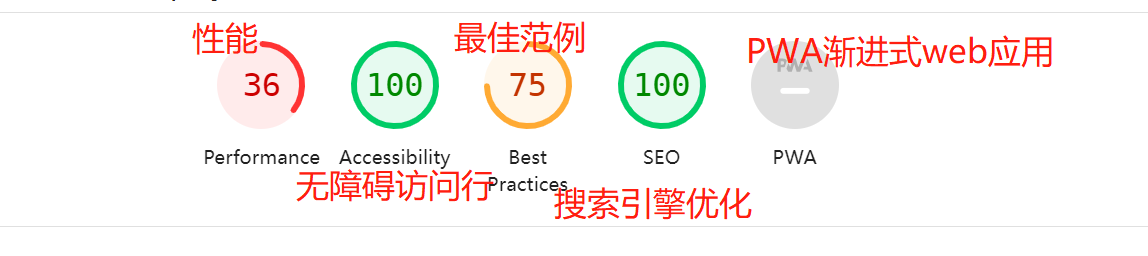 性能
最佳范例
PWA渐进式web应用
36
100
75
100
PWA
Performance
Accessibility
Best
Practices
SEO
PWA
无障碍访问行
搜索引擎优化